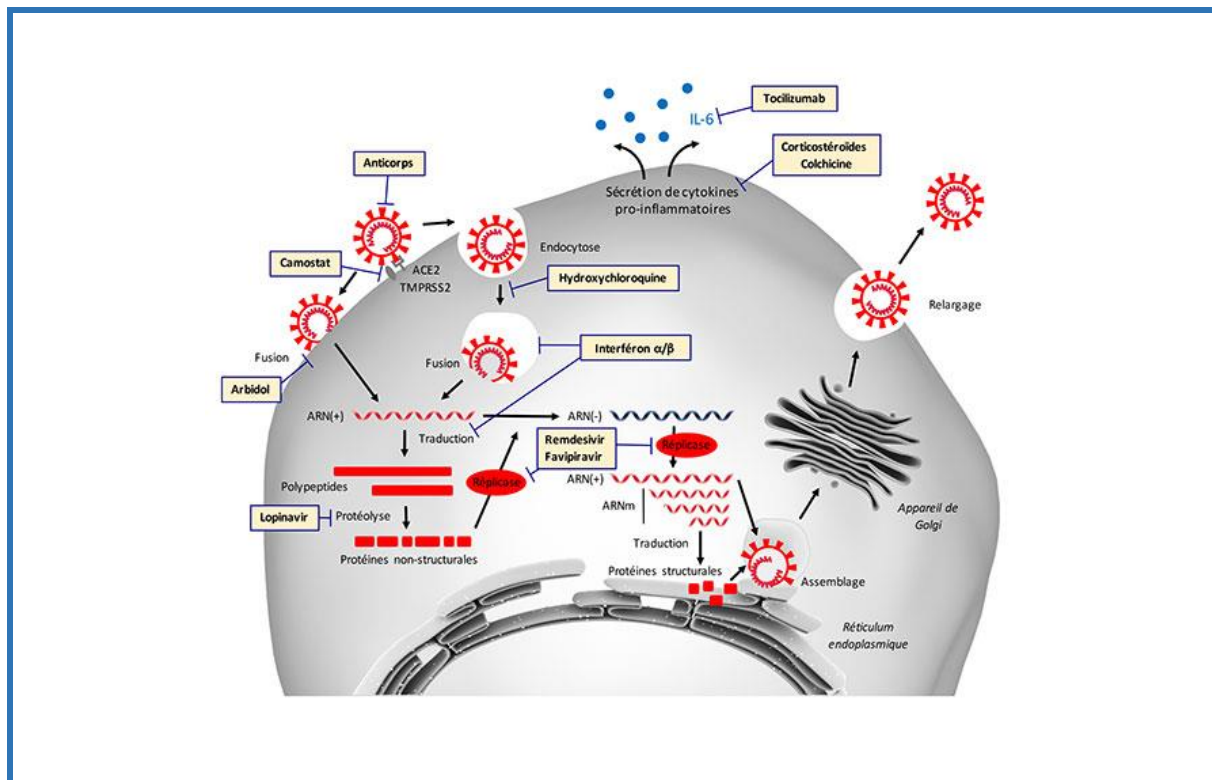 Tocilizumab
IL-6
Corticostéroïdes
Colchicine
Anticorps
Sécrétion de cytokines
pro-inflammatoires
Endocytose
Camostat
ACE2
TMPRSS2
Hydroxychloroquine
Relargage
Interféron α/β
Fusion
Fusion
Arbidol
ARN(+)
ARN(-)
Traduction
Remdesivir
Favipiravir
Réplicase
Réplicase
ARN(+)
Polypeptides
ARNm
Appareil de
Golgi
Lopinavir
Protéolyse
Traduction
Protéines non-structurales
Protéines structurales
Assemblage
Réticulum
endoplasmique